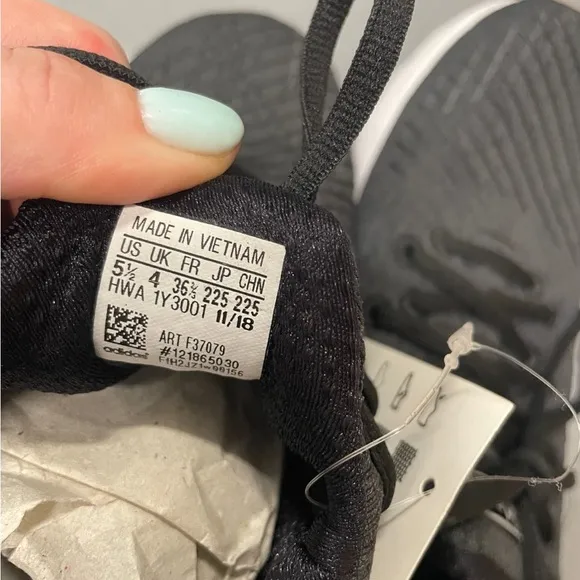 MADE IN VIETNAM
US UK FR JP CHN
5½ 4 36⅔ 225 225
HWA 1Y3001 11/18
ART F37079
adidas #121865030